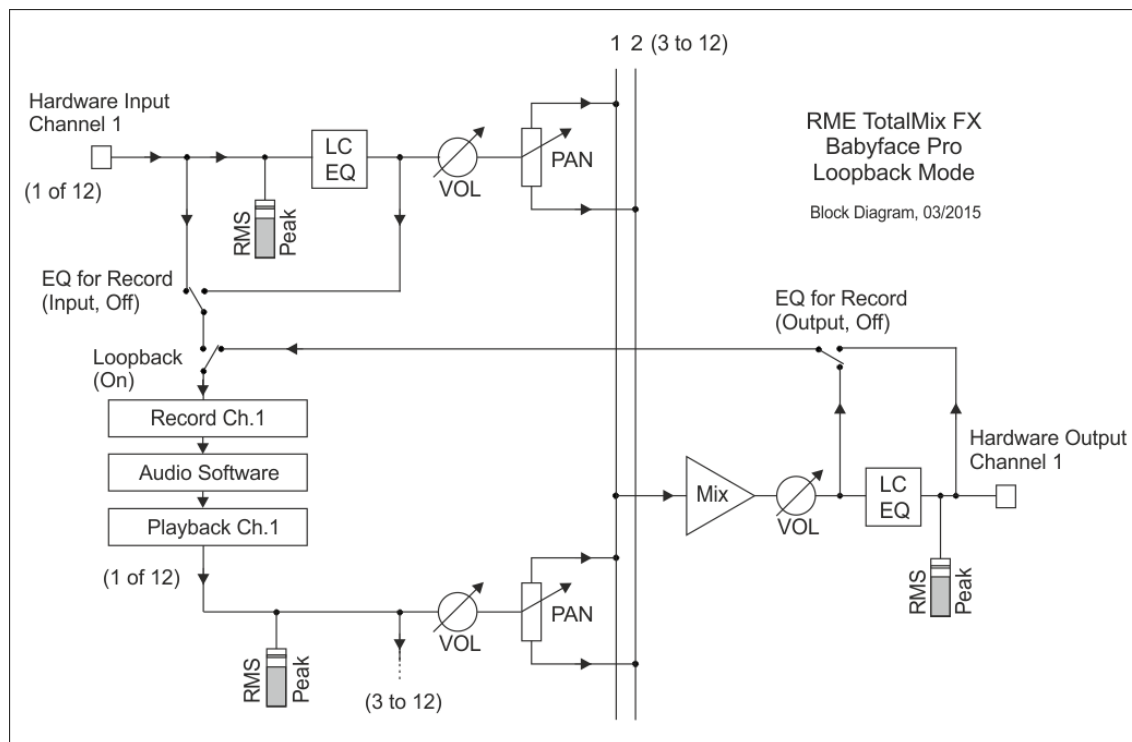 1 2 (3 to 12)
Hardware Input
Channel 1
(1 of 12)
LC
EQ
VOL
PAN
RMS
Peak
RME TotalMix FX
Babyface Pro
Loopback Mode
Block Diagram, 03/2015
EQ for Record
(Input, Off)
EQ for Record
(Output, Off)
Loopback
(On)
Record Ch.1
Audio Software
Playback Ch.1
(1 of 12)
Hardware Output
Channel 1
Mix
VOL
LC
EQ
RMS
Peak
VOL
PAN
RMS
Peak
(3 to 12)